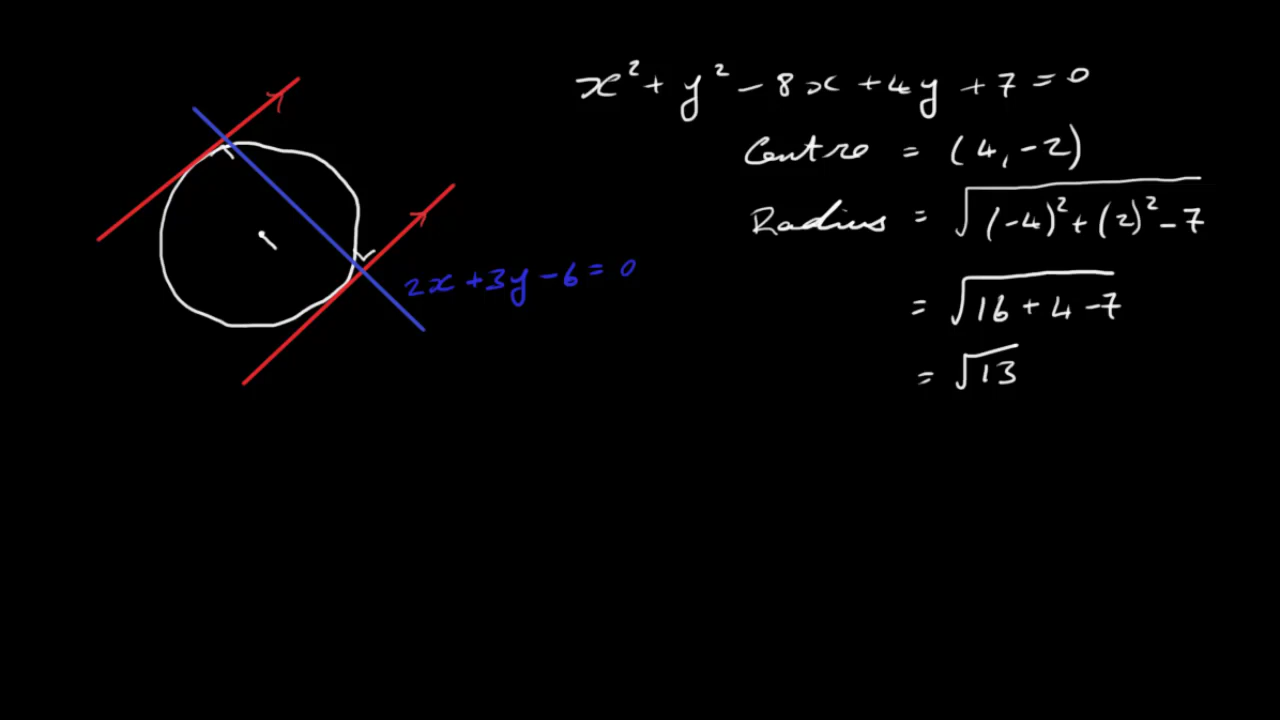 x² + y² - 8x + 4y + 7 = 0
Centre = (4, -2)
Radius = √((-4)² + (2)² - 7)
= √(16 + 4 - 7)
= √13
2x + 3y - 6 = 0